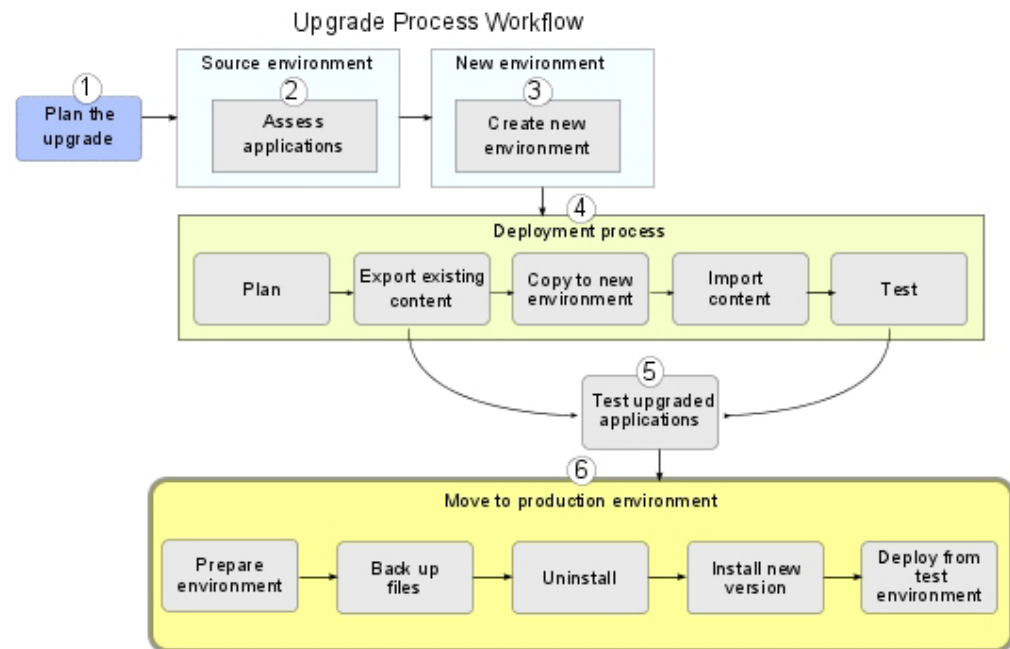 Upgrade Process Workflow
1
Plan the
upgrade
Source environment
2
Assess
applications
New environment
3
Create new
environment
4
Deployment process
Plan
Export existing
content
Copy to new
environment
Import
content
Test
5
Test upgraded
applications
6
Move to production environment
Prepare
environment
Back up
files
Uninstall
Install new
version
Deploy from
test
environment